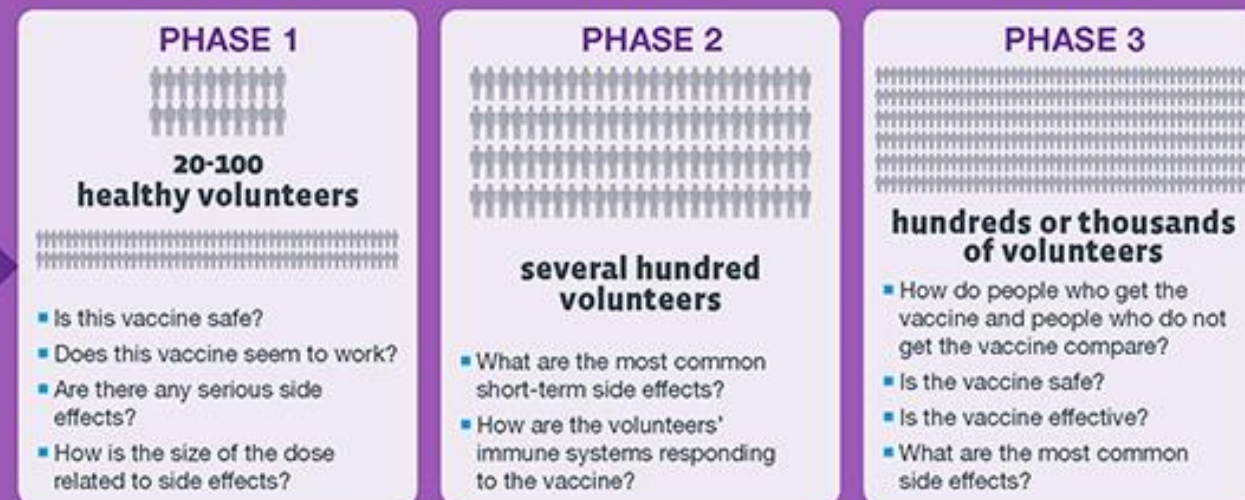 PHASE 1
20-100
healthy volunteers
Is this vaccine safe?
Does this vaccine seem to work?
Are there any serious side
effects?
How is the size of the dose
related to side effects?
PHASE 2
several hundred
volunteers
What are the most common
short-term side effects?
How are the volunteers'
immune systems responding
to the vaccine?
PHASE 3
hundreds or thousands
of volunteers
How do people who get the
vaccine and people who do not
get the vaccine compare?
Is the vaccine safe?
Is the vaccine effective?
What are the most common
side effects?